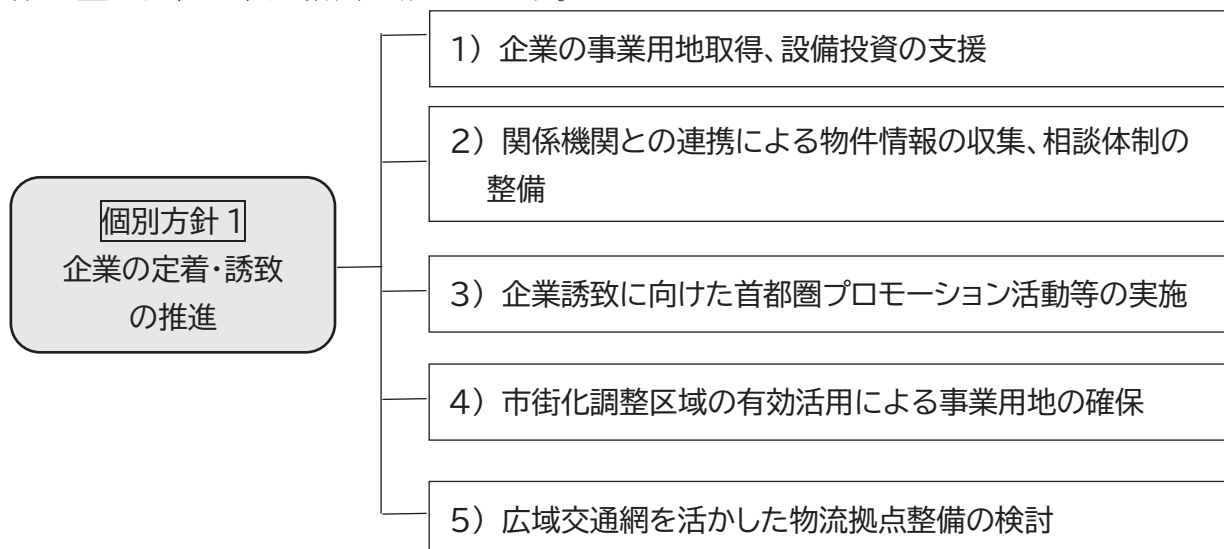 個別方針1
企業の定着・誘致
の推進
1）企業の事業用地取得、設備投資の支援
2）関係機関との連携による物件情報の収集、相談体制の
整備
3）企業誘致に向けた首都圏プロモーション活動等の実施
4）市街化調整区域の有効活用による事業用地の確保
5）広域交通網を活かした物流拠点整備の検討